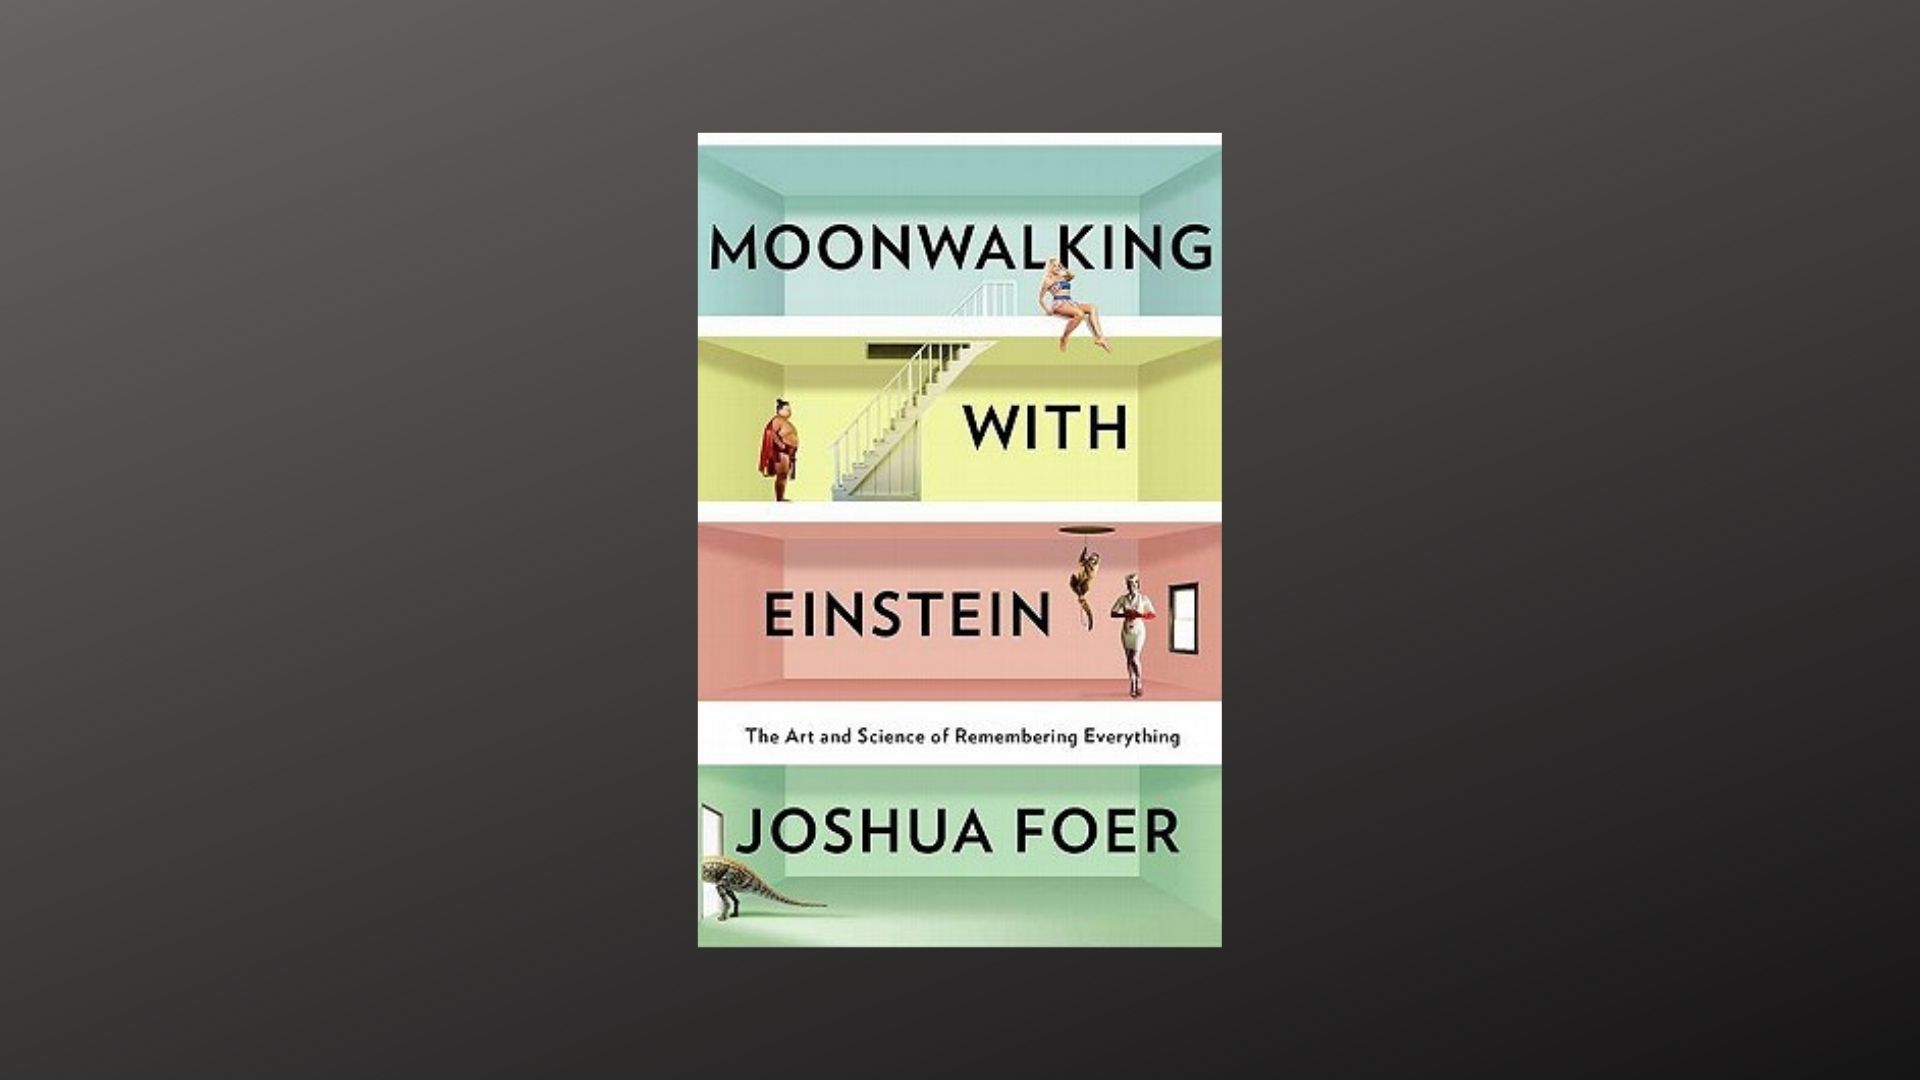 MOONWALKING
WITH
EINSTEIN
The Art and Science of Remembering Everything
JOSHUA FOER